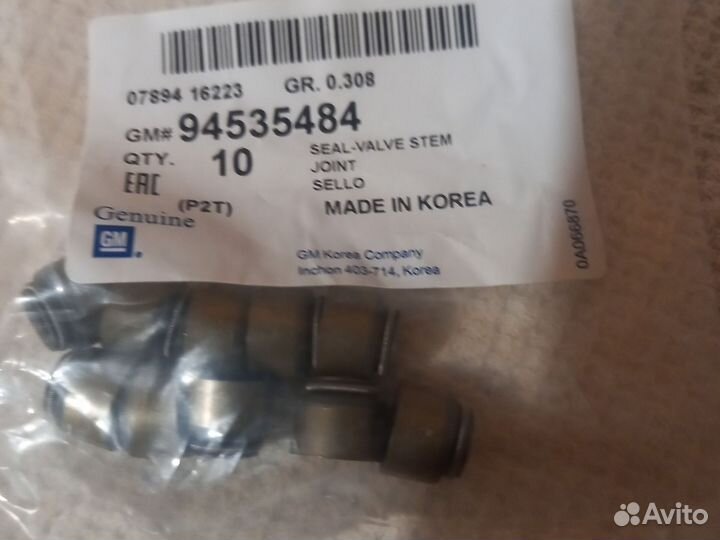 07894 16223 GR. 0.308
GM# 94535484
QTY. 10 SEAL-VALVE STEM
JOINT
SELLO
EAC (P2T) MADE IN KOREA
Genuine
GM
GM Korea Company
Inchon 403-714, Korea
0A066870
Avito